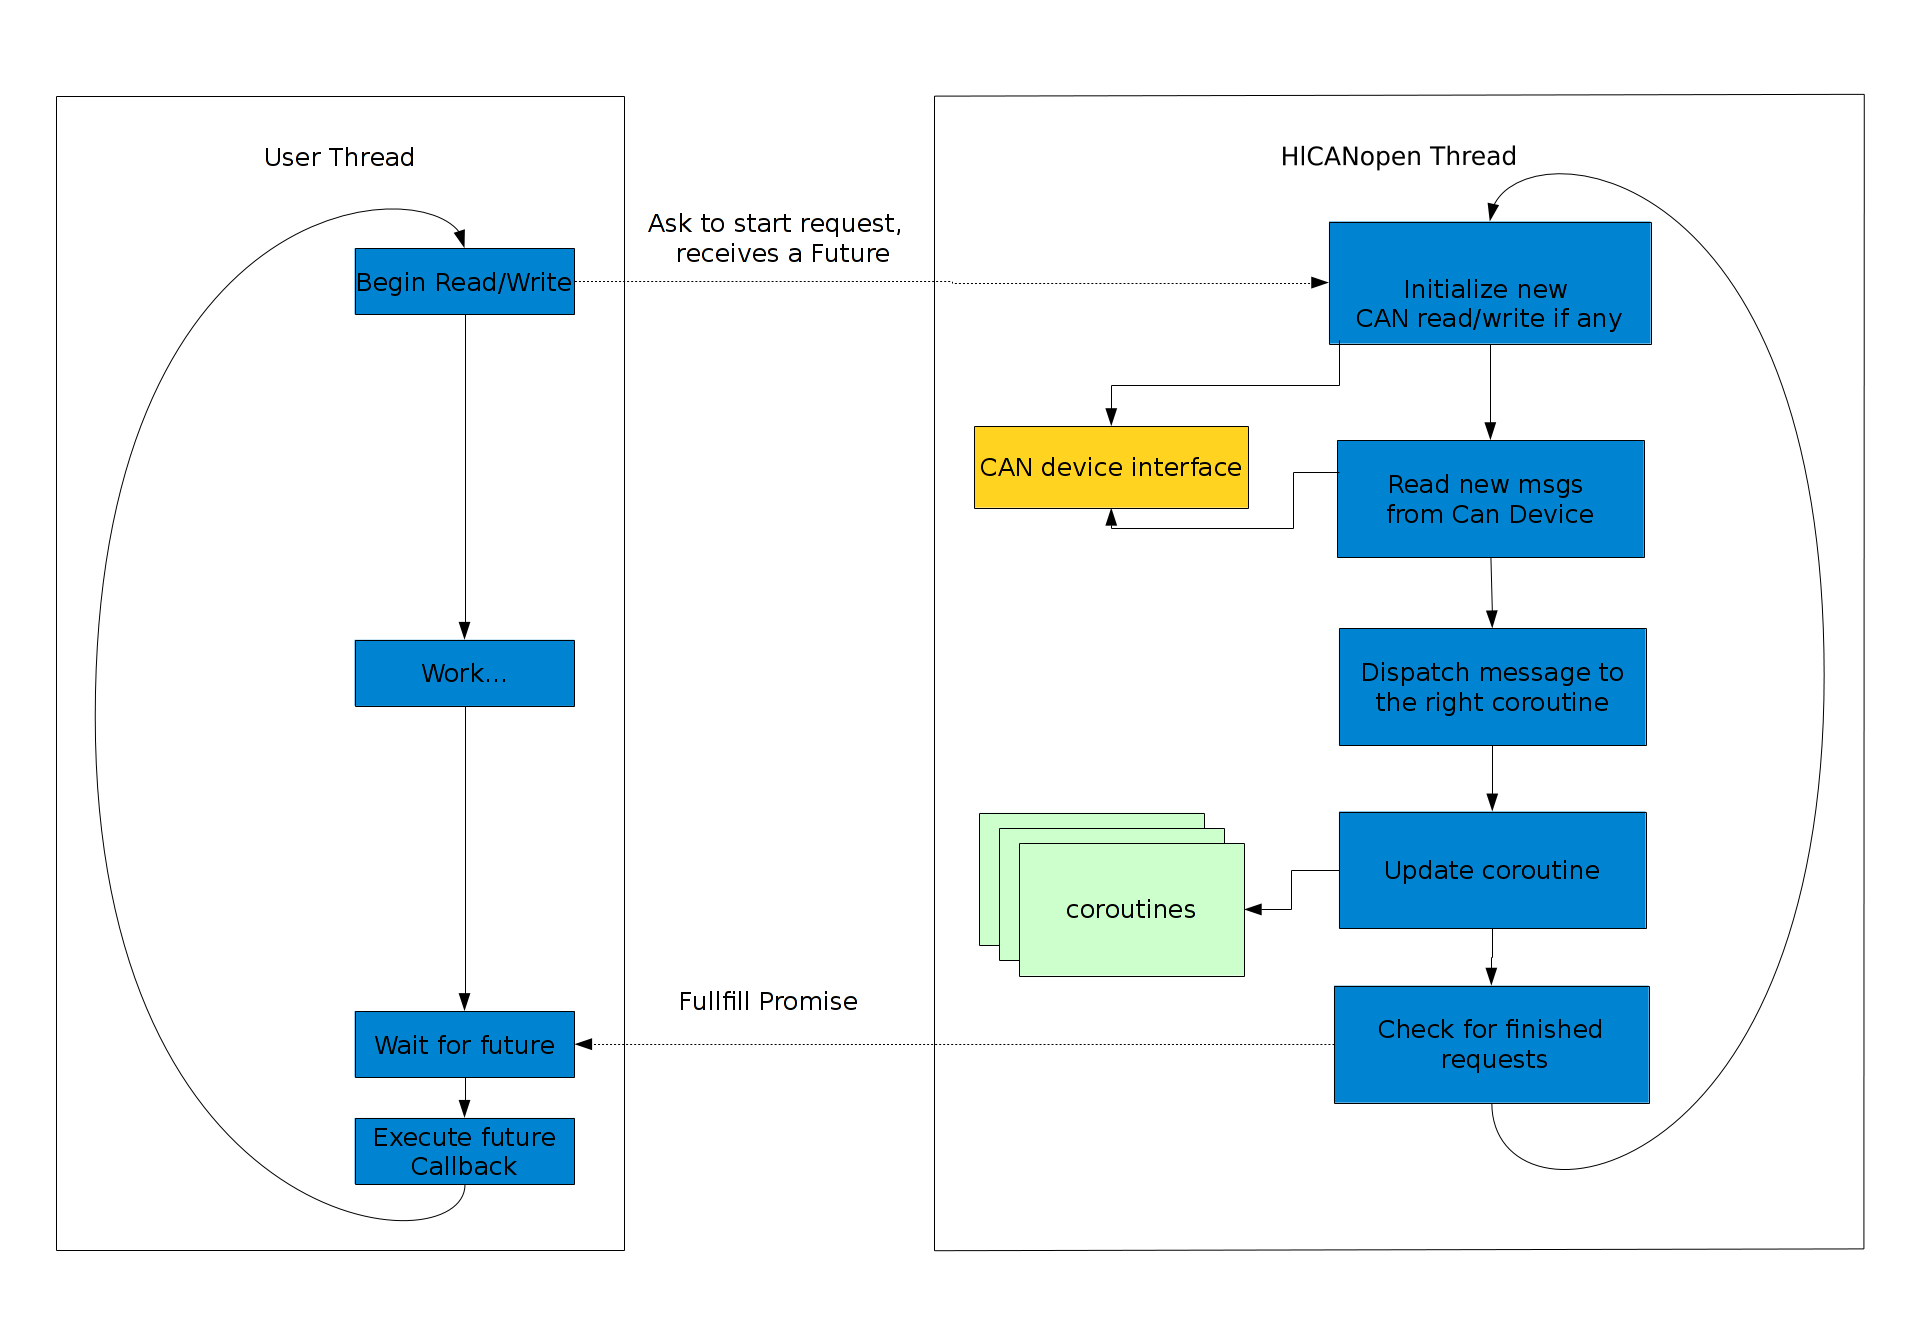 User Thread
Begin Read/Write
Work...
Wait for future
Execute future
Callback
Ask to start request,
receives a Future
Fullfill Promise
HlCANopen Thread
Initialize new
CAN read/write if any
CAN device interface
Read new msgs
from Can Device
Dispatch message to
the right coroutine
Update coroutine
coroutines
Check for finished
requests